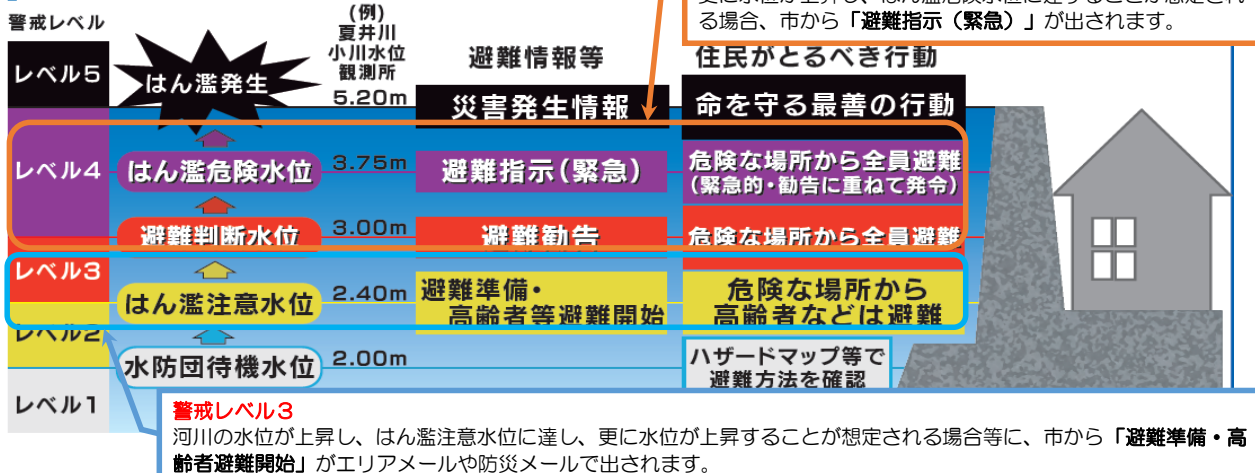 更に水位が上昇し、はん濫危険水位に達することが想定され
る場合、市から「避難指示（緊急）」が出されます。
警戒レベル
(例)
夏井川
小川水位
観測所
避難情報等
住民がとるべき行動
レベル5
はん濫発生
5.20m
災害発生情報
命を守る最善の行動
レベル4
はん濫危険水位
3.75m
避難指示(緊急)
危険な場所から全員避難
(緊急的・勧告に重ねて発令)
避難判断水位
3.00m
避難勧告
危険な場所から全員避難
レベル3
はん濫注意水位
2.40m
避難準備・
高齢者等避難開始
危険な場所から
高齢者などは避難
レベル2
水防団待機水位
2.00m
ハザードマップ等で
避難方法を確認
レベル1
警戒レベル3
河川の水位が上昇し、はん濫注意水位に達し、更に水位が上昇することが想定される場合等に、市から「避難準備・高
齢者避難開始」がエリアメールや防災メールで出されます。